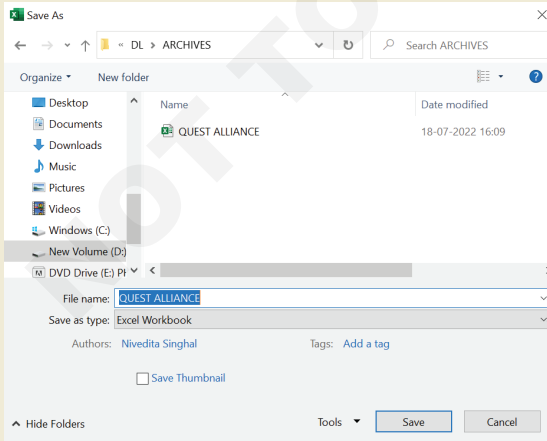 Save As
« DL > ARCHIVES
Search ARCHIVES
Organize
New folder
Name
Date modified
Desktop
Documents
Downloads
Music
Pictures
Videos
Windows (C:)
New Volume (D:)
DVD Drive (E:)
QUEST ALLIANCE
18-07-2022 16:09
File name: QUEST ALLIANCE
Save as type: Excel Workbook
Authors: Nivedita Singhal
Tags: Add a tag
Save Thumbnail
Hide Folders
Tools
Save
Cancel
NOT TO